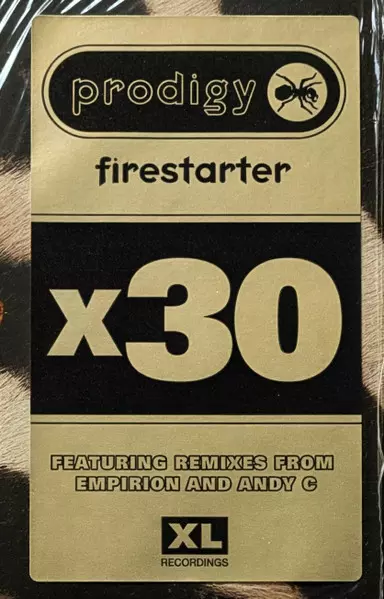 prodigy
firestarter
x30
FEATURING REMIXES FROM
EMPIRION AND ANDY C
XL
RECORDINGS